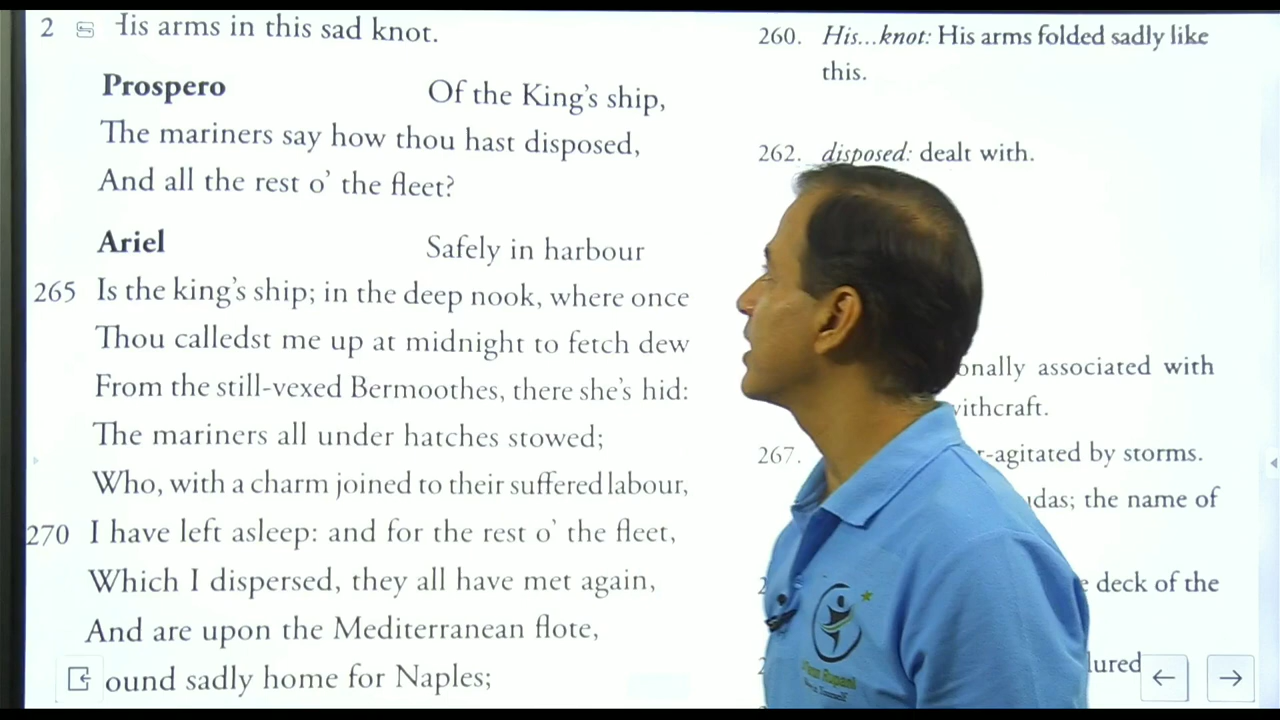 2 His arms in this sad knot.
Prospero Of the King's ship,
The mariners say how thou hast disposed,
And all the rest o' the fleet?
Ariel Safely in harbour
265 Is the king's ship; in the deep nook, where once
Thou calledst me up at midnight to fetch dew
From the still-vexed Bermoothes, there she's hid:
The mariners all under hatches stowed;
Who, with a charm joined to their suffered labour,
270 I have left asleep: and for the rest o' the fleet,
Which I dispersed, they all have met again,
And are upon the Mediterranean flote,
ound sadly home for Naples;
260. His...knot: His arms folded sadly like
this.
262. disposed: dealt with.
onally associated with
vithcraft.
267. r-agitated by storms.
das; the name of
deck of the
lured